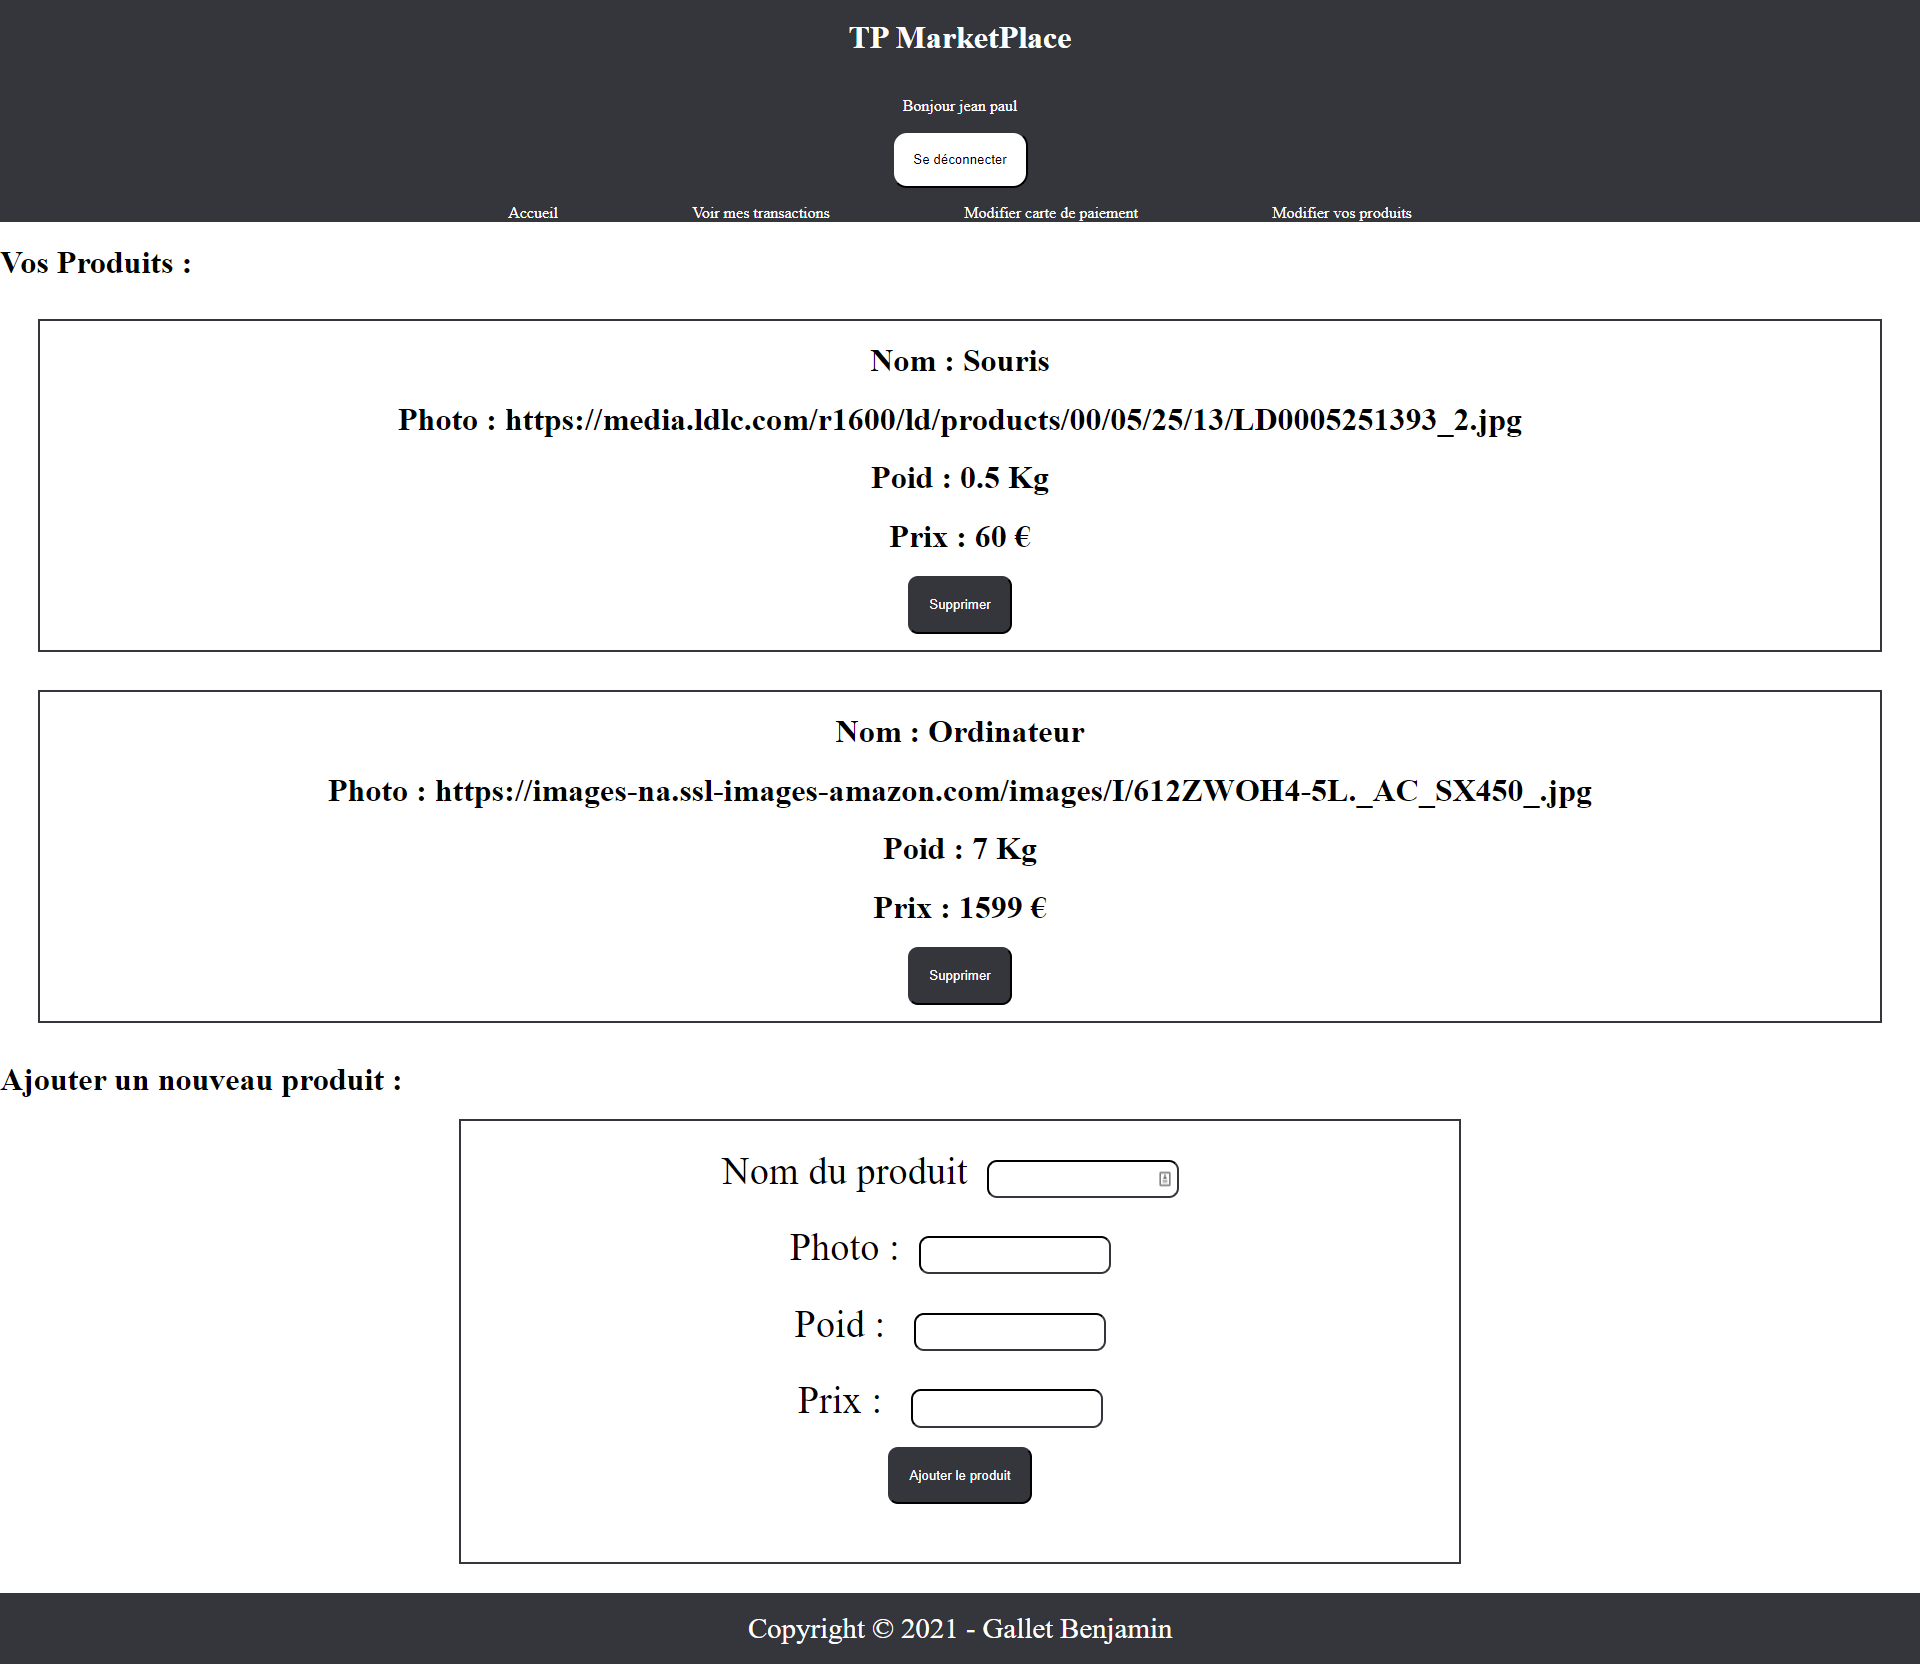 TP MarketPlace
Bonjour jean paul
Se déconnecter
Accueil Voir mes transactions Modifier carte de paiement Modifier vos produits
Vos Produits :
Nom : Souris
Photo : https://media.ldlc.com/r1600/ld/products/00/05/25/13/LD0005251393_2.jpg
Poid : 0.5 Kg
Prix : 60 €
Supprimer
Nom : Ordinateur
Photo : https://images-na.ssl-images-amazon.com/images/I/612ZWOH4-5L._AC_SX450_.jpg
Poid : 7 Kg
Prix : 1599 €
Supprimer
Ajouter un nouveau produit :
Nom du produit
Photo :
Poid :
Prix :
Ajouter le produit
Copyright © 2021 - Gallet Benjamin